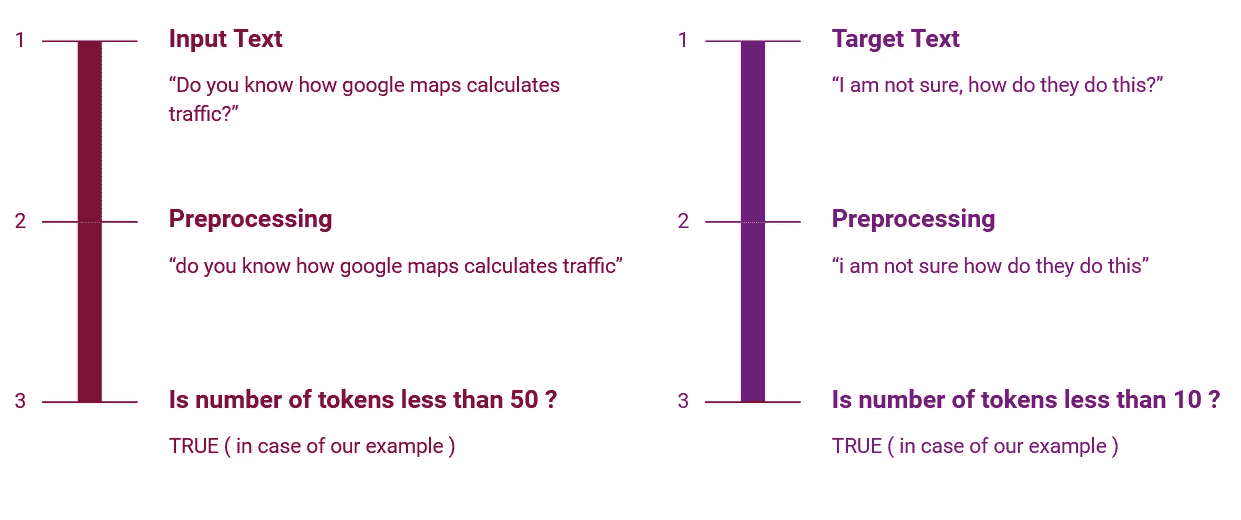 1
Input Text
“Do you know how google maps calculates
traffic?”
2
Preprocessing
“do you know how google maps calculates traffic”
3
Is number of tokens less than 50 ?
TRUE ( in case of our example )
1
Target Text
“I am not sure, how do they do this?”
2
Preprocessing
“i am not sure how do they do this”
3
Is number of tokens less than 10 ?
TRUE ( in case of our example )